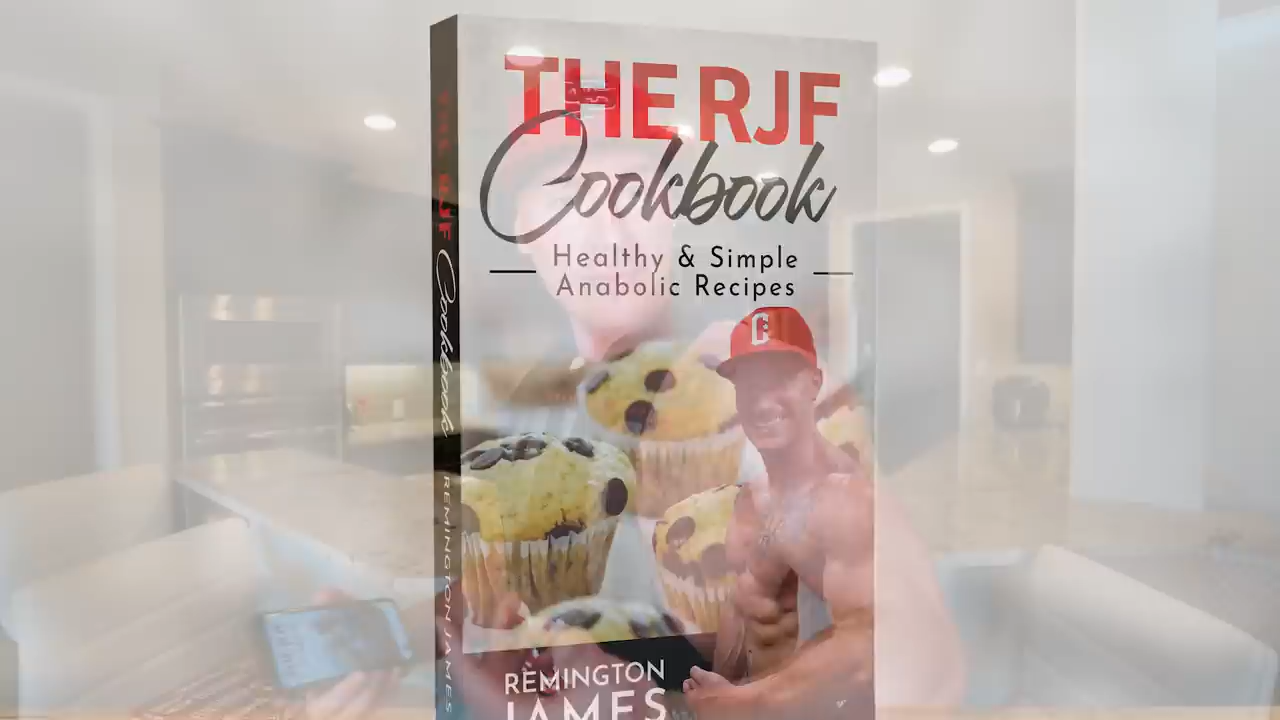 THE RJF
Cookbook
Healthy & Simple
Anabolic Recipes
REMINGTON
JAMES
THE RJF Cookbook REMINGTON JAMES